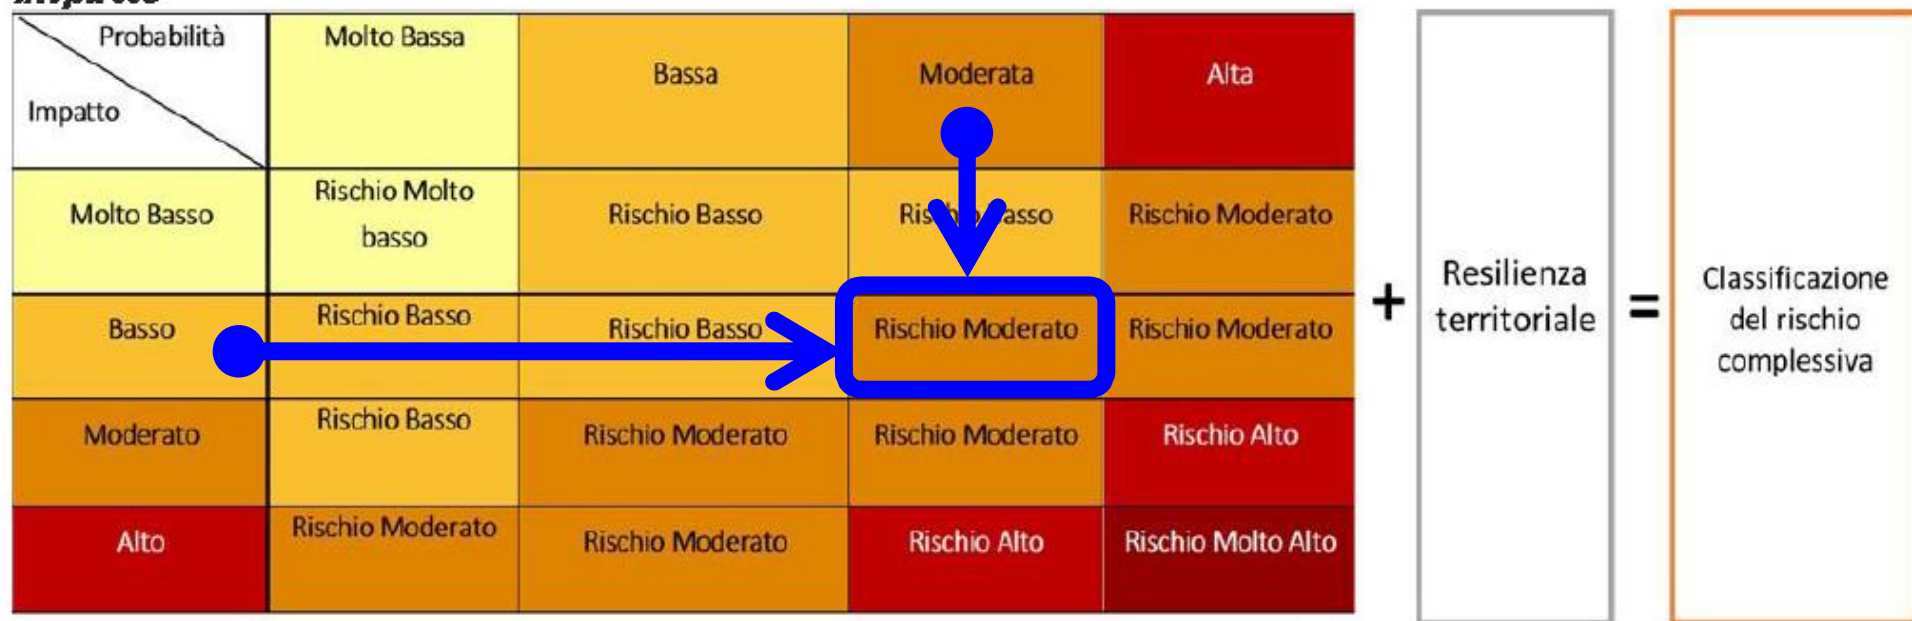 Probabilità
Impatto
Molto Bassa
Bassa
Moderata
Alta
Molto Basso
Rischio Molto
basso
Rischio Basso
Rischio Basso
Rischio Moderato
Basso
Rischio Basso
Rischio Basso
Rischio Moderato
Rischio Moderato
Moderato
Rischio Basso
Rischio Moderato
Rischio Moderato
Rischio Alto
Alto
Rischio Moderato
Rischio Moderato
Rischio Alto
Rischio Molto Alto
+
Resilienza
territoriale
=
Classificazione
del rischio
complessiva